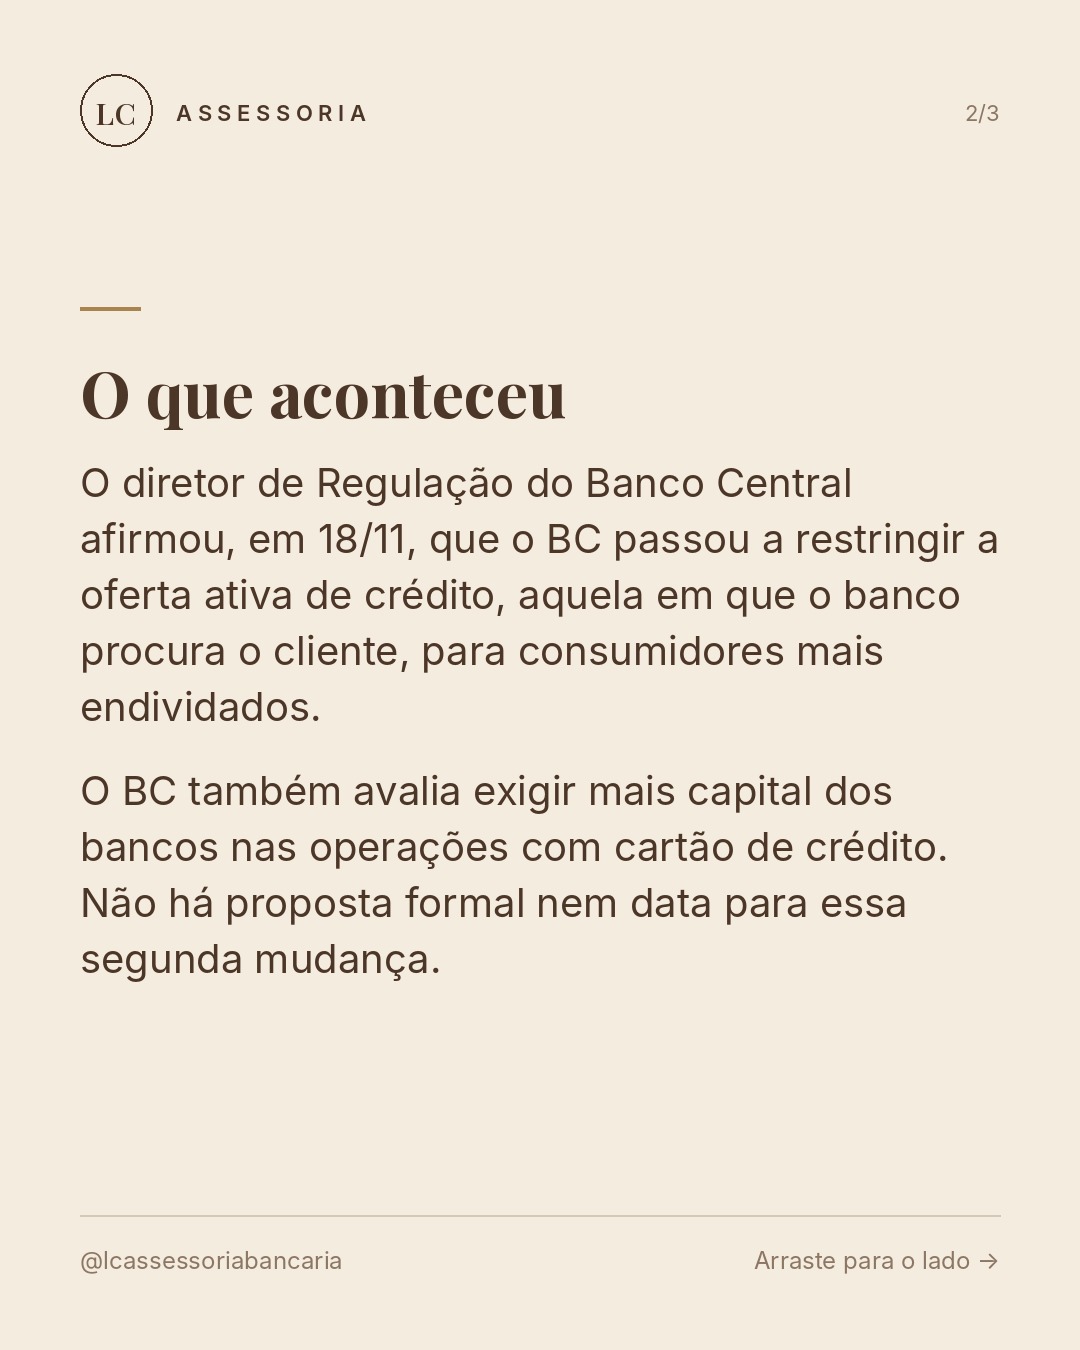 LC ASSESSORIA 2/3
O que aconteceu
O diretor de Regulação do Banco Central
afirmou, em 18/11, que o BC passou a restringir a
oferta ativa de crédito, aquela em que o banco
procura o cliente, para consumidores mais
endividados.
O BC também avalia exigir mais capital dos
bancos nas operações com cartão de crédito.
Não há proposta formal nem data para essa
segunda mudança.
@lcassessoriabancaria Arraste para o lado →